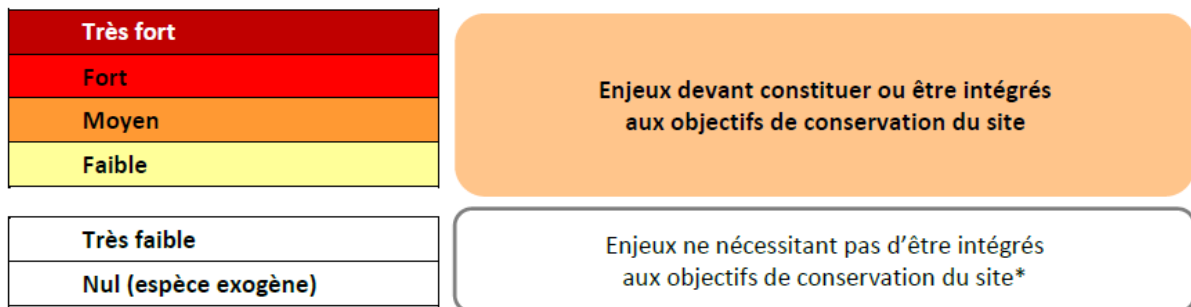 Très fort
Fort
Moyen
Faible
Enjeux devant constituer ou être intégrés
aux objectifs de conservation du site
Très faible
Nul (espèce exogène)
Enjeux ne nécessitant pas d'être intégrés
aux objectifs de conservation du site*